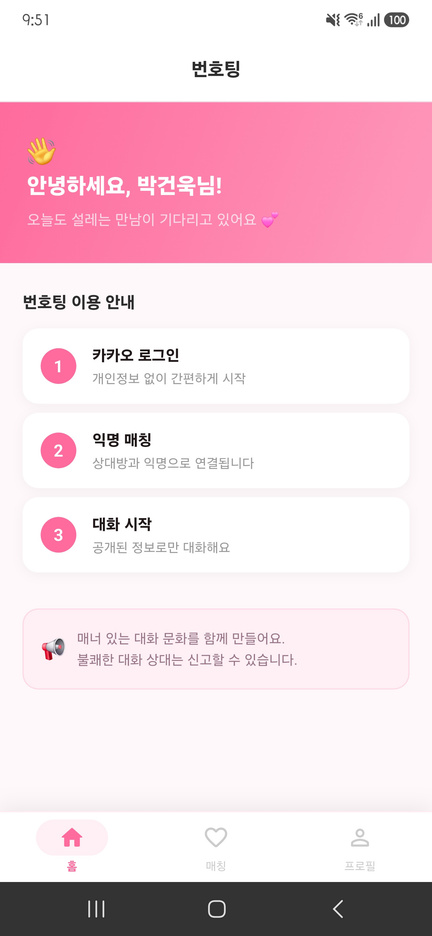 9:51
100
번호팅
안녕하세요, 박건욱님!
오늘도 설레는 만남이 기다리고 있어요
번호팅 이용 안내
1
카카오 로그인
개인정보 없이 간편하게 시작
2
익명 매칭
상대방과 익명으로 연결됩니다
3
대화 시작
공개된 정보로만 대화해요
매너 있는 대화 문화를 함께 만들어요.
불쾌한 대화 상대는 신고할 수 있습니다.
홈
매칭
프로필